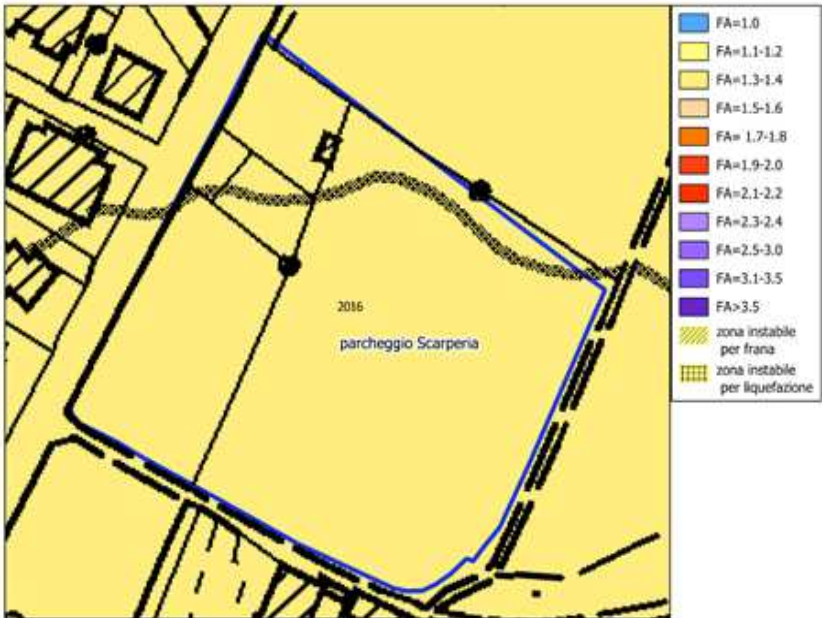 2016
parcheggio Scarperia
FA=1.0
FA=1.1-1.2
FA=1.3-1.4
FA=1.5-1.6
FA= 1.7-1.8
FA=1.9-2.0
FA=2.1-2.2
FA=2.3-2.4
FA=2.5-3.0
FA=3.1-3.5
FA>3.5
zona instabile
per frana
zona instabile
per liquefazione